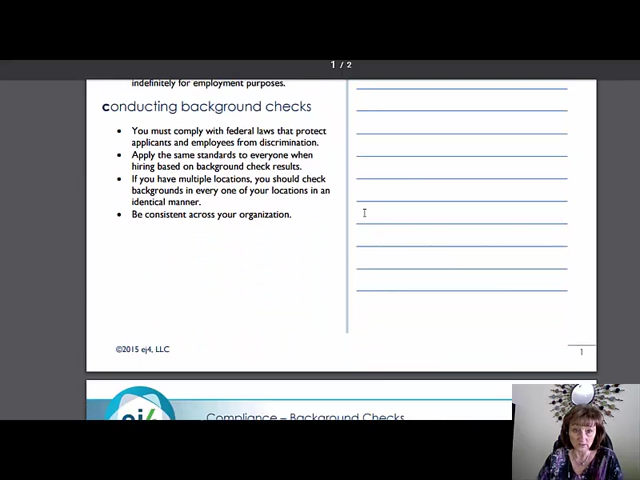 1 / 2
indefinitely for employment purposes.
conducting background checks
• You must comply with federal laws that protect
applicants and employees from discrimination.
• Apply the same standards to everyone when
hiring based on background check results.
• If you have multiple locations, you should check
backgrounds in every one of your locations in an
identical manner.
• Be consistent across your organization.
©2015 ej4, LLC
1
ej4
Compliance – Background Checks